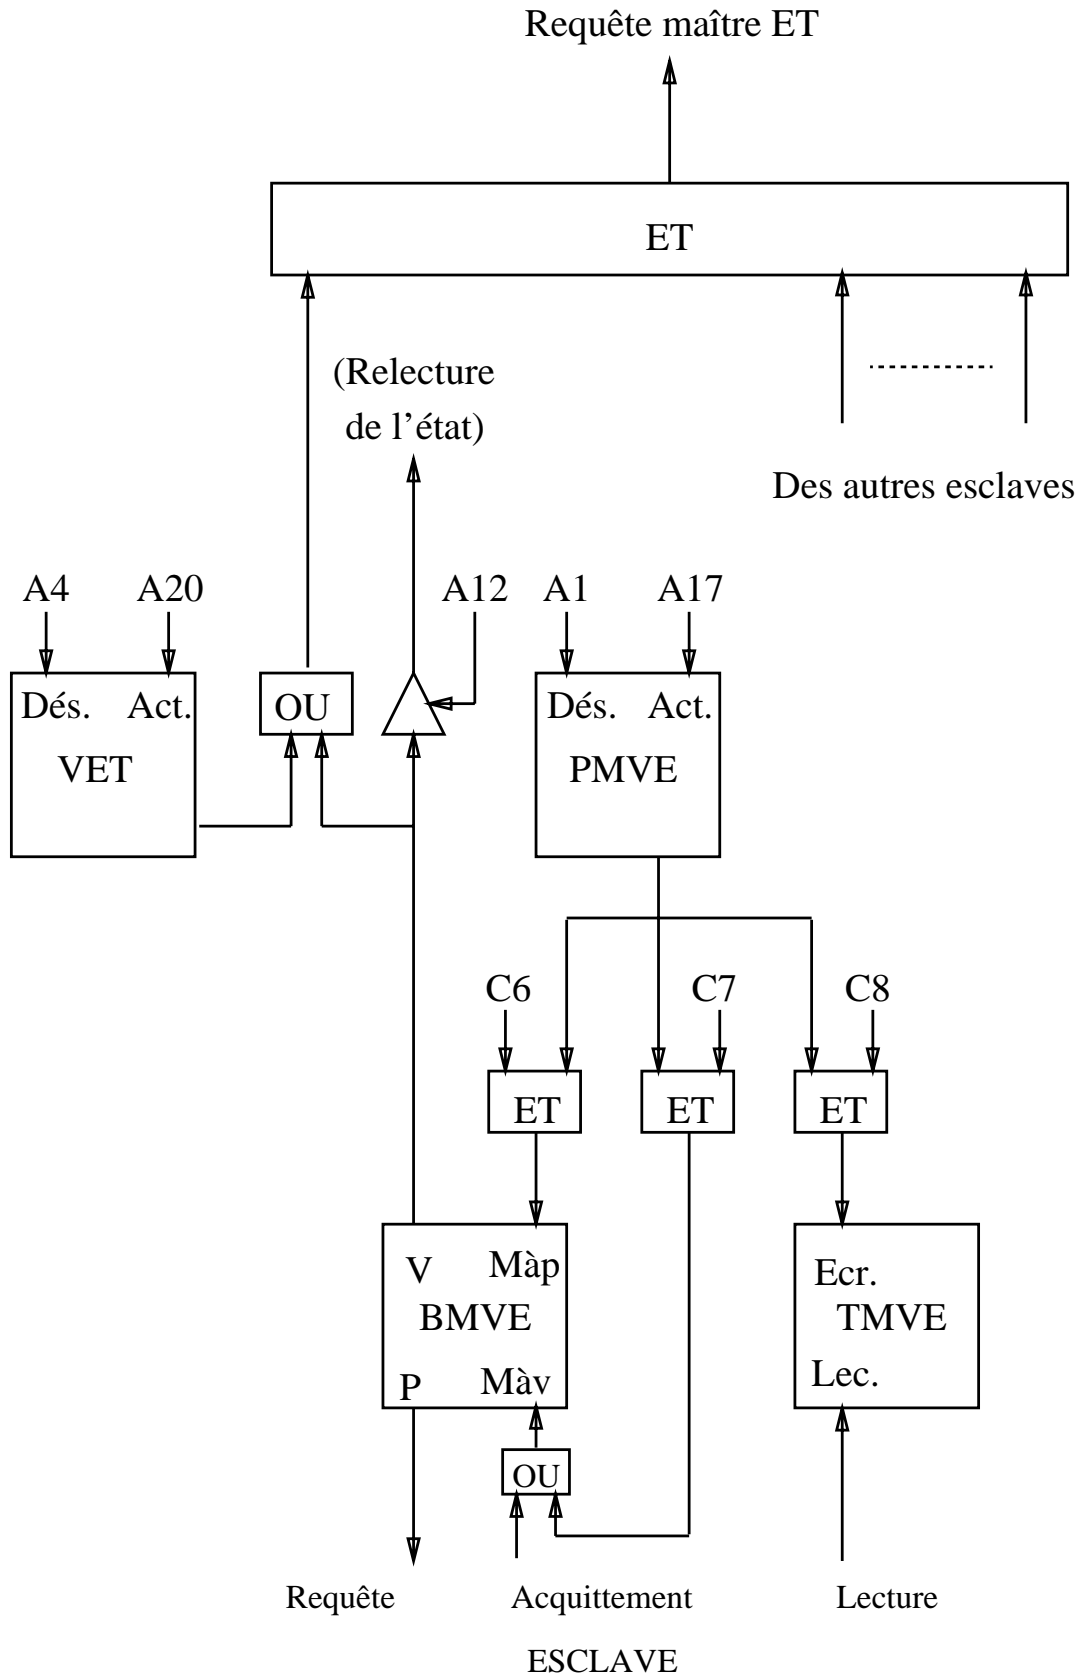 Requête maître ET
ET
(Relecture
de l’état)
Des autres esclaves
A4 A20 A12 A1 A17
Dés. Act. OU Dés. Act.
VET PMVE
C6 C7 C8
ET ET ET
V Màp Ecr.
BMVE TMVE
P Màv Lec.
OU
Requête Acquittement Lecture
ESCLAVE